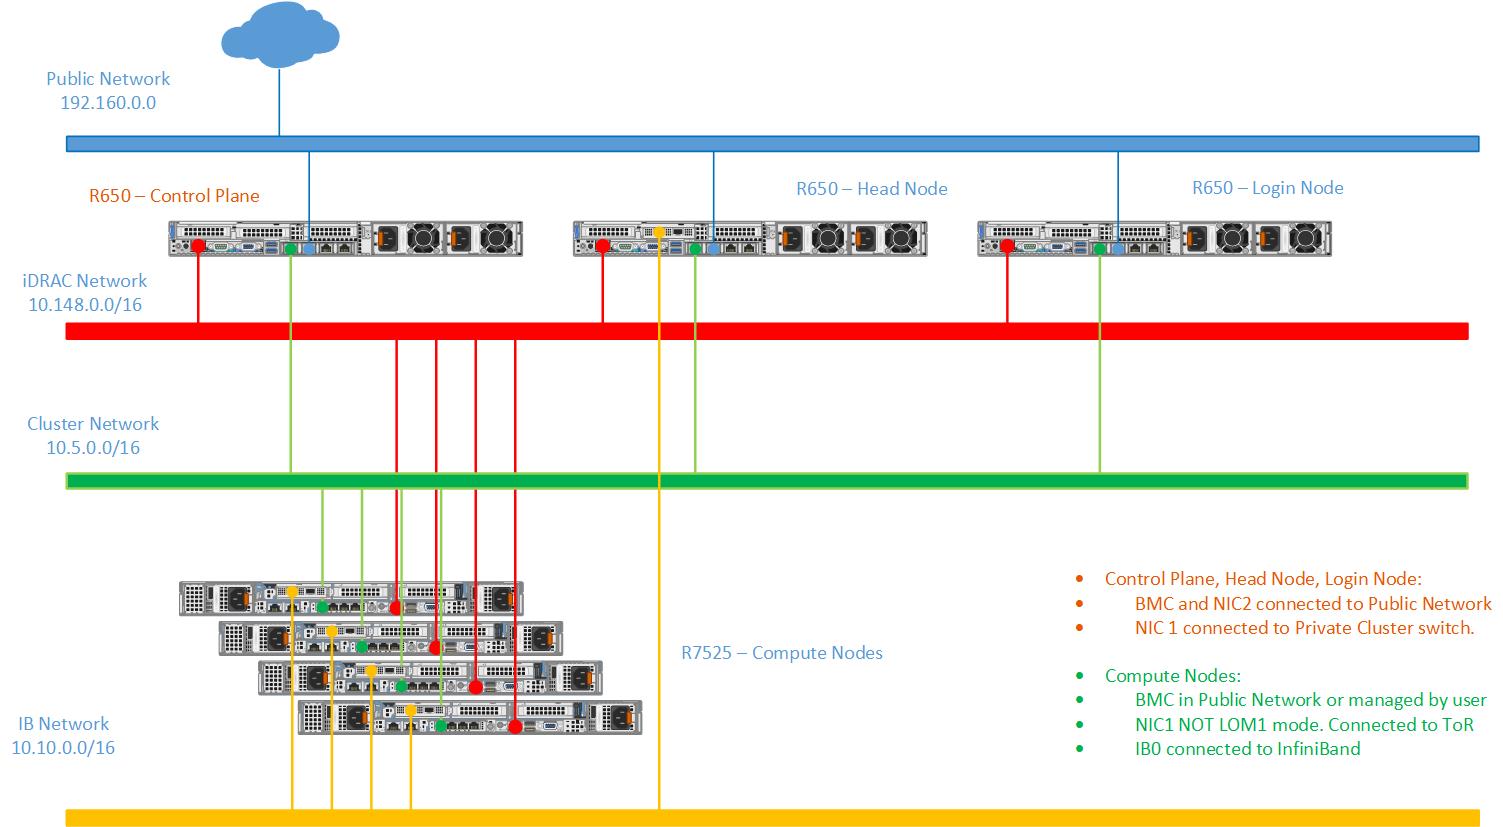 Public Network
192.160.0.0
R650 – Control Plane
R650 – Head Node
R650 – Login Node
iDRAC Network
10.148.0.0/16
Cluster Network
10.5.0.0/16
R7525 – Compute Nodes
IB Network
10.10.0.0/16
• Control Plane, Head Node, Login Node:
• BMC and NIC2 connected to Public Network
• NIC 1 connected to Private Cluster switch.
• Compute Nodes:
• BMC in Public Network or managed by user
• NIC1 NOT LOM1 mode. Connected to ToR
• IB0 connected to InfiniBand